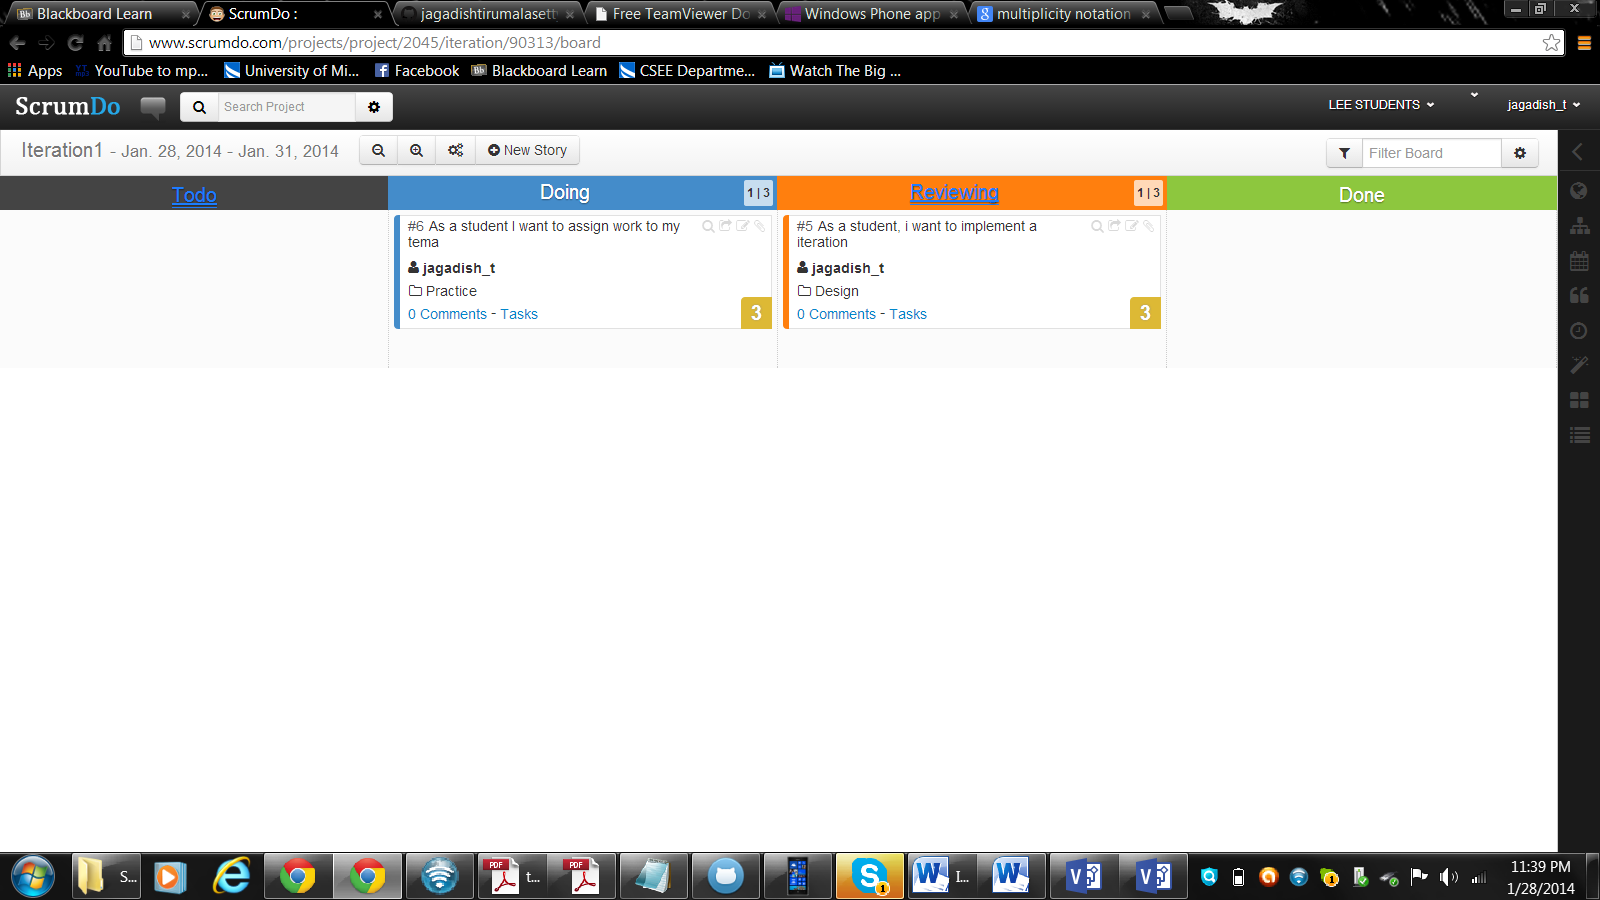 Blackboard Learn
ScrumDo :
jagadishtirumalasett
Free TeamViewer Do
Windows Phone app
multiplicity notation
www.scrumdo.com/projects/project/2045/iteration/90313/board
Apps
YouTube to mp...
University of Mi...
Facebook
Blackboard Learn
CSEE Departme...
Watch The Big ...
ScrumDo
Search Project
LEE STUDENTS
jagadish_t
Iteration1 - Jan. 28, 2014 - Jan. 31, 2014
New Story
Filter Board
Todo
Doing
1 | 3
Reviewing
1 | 3
Done
#6 As a student I want to assign work to my
tema
jagadish_t
Practice
0 Comments - Tasks
3
#5 As a student, i want to implement a
iteration
jagadish_t
Design
0 Comments - Tasks
3
S...
t...
I...
11:39 PM
1/28/2014